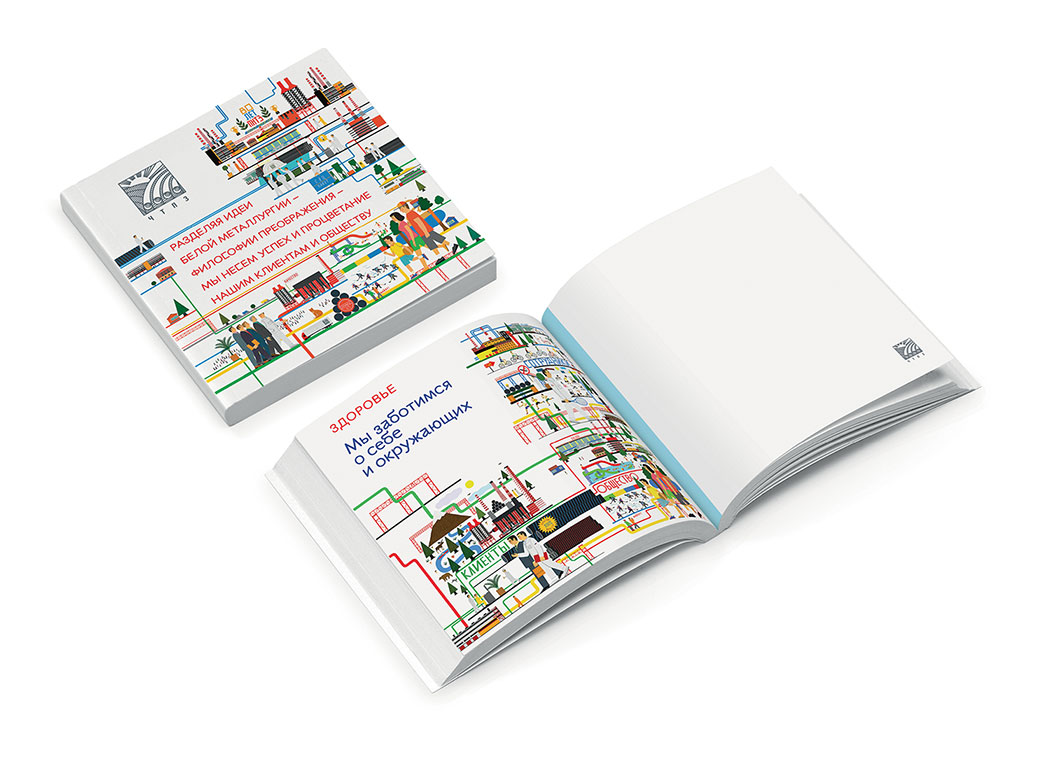 ЧТПЗ
РАЗДЕЛЯЯ ИДЕИ
БЕЛОЙ МЕТАЛЛУРГИИ –
ФИЛОСОФИИ ПРЕОБРАЖЕНИЯ –
МЫ НЕСЕМ УСПЕХ И ПРОЦВЕТАНИЕ
НАШИМ КЛИЕНТАМ И ОБЩЕСТВУ
ЗДОРОВЬЕ
Мы заботимся
о себе
и окружающих
ОБЩЕСТВО
КЛИЕНТЫ
ЧТПЗ